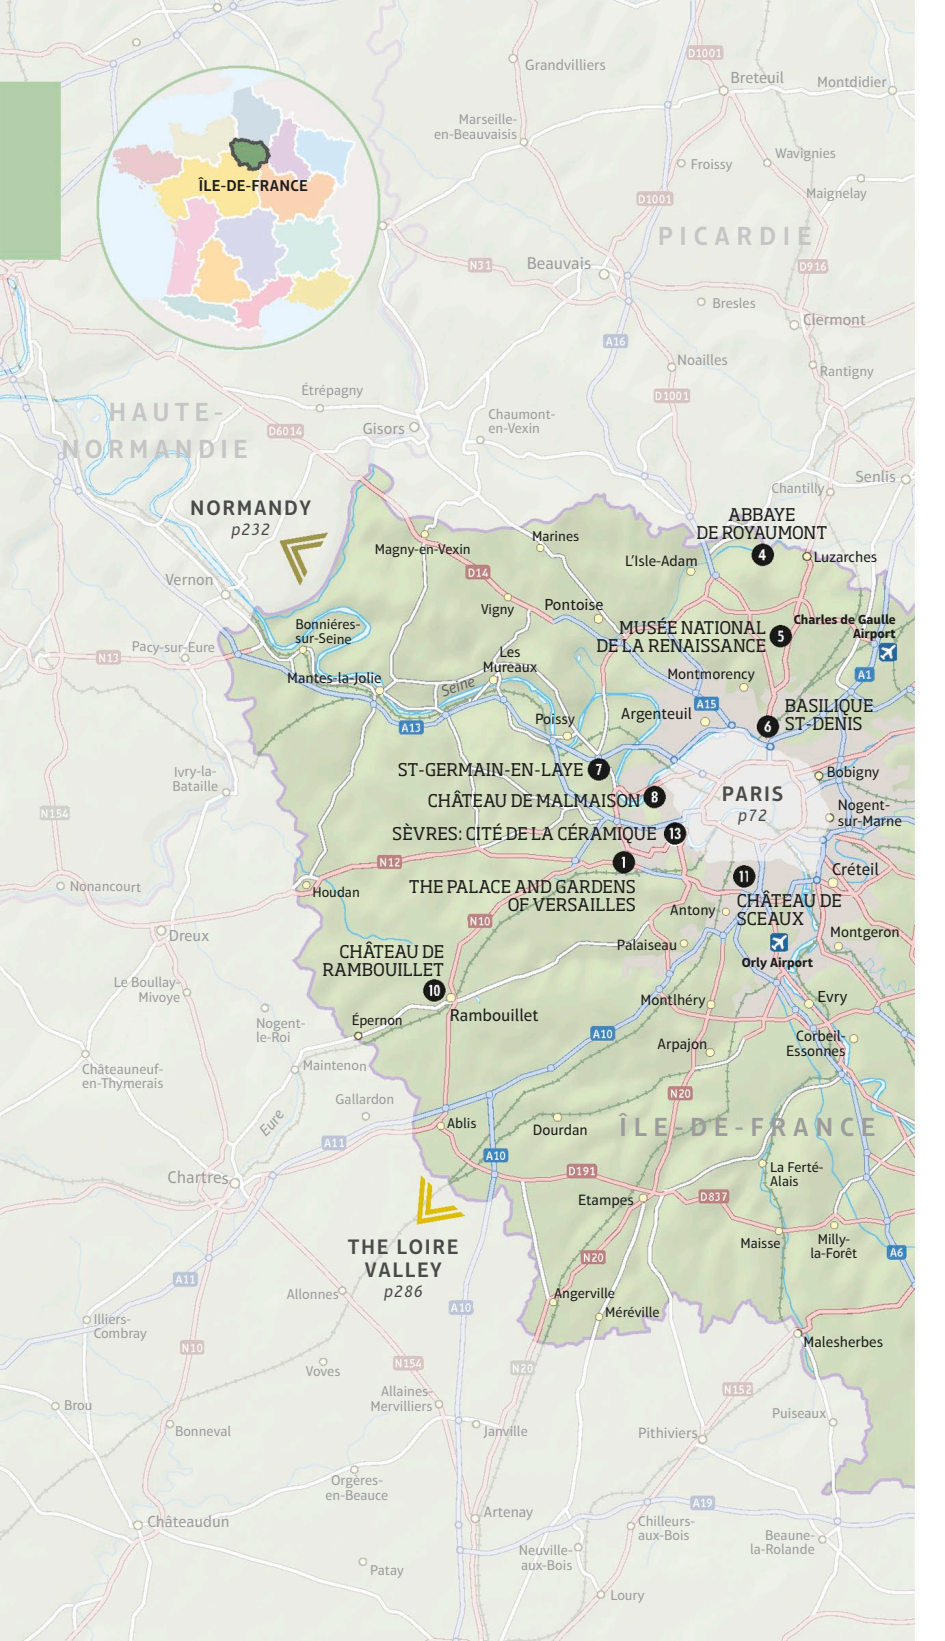 D1001
Grandvilliers
Breteuil
Montdidier
Marseille-
en-Beauvaisis
Froissy
Wavignies
ÎLE-DE-FRANCE
D1001
Maignelay
PICARDIE
N31
Beauvais
D916
Bresles
Clermont
A16
Noailles
Rantigny
Étrépagny
D1001
HAUTE-
NORMANDIE
D6014
Gisors
Chaumont-
en-Vexin
Senlis
Chantilly
NORMANDY
p232
ABBAYE
DE ROYAUMONT
4
Magny-en-Vexin
Marines
L'Isle-Adam
Luzarches
D14
Vernon
Vigny
Pontoise
Bonniéres-
sur-Seine
MUSÉE NATIONAL
DE LA RENAISSANCE
5
Charles de Gaulle
Airport
Pacy-sur-Eure
N13
Les
Mureaux
Mantes-la-Jolie
Seine
Montmorency
A1
A15
A13
Poissy
Argenteuil
6
BASILIQUE
ST-DENIS
Ivry-la-
Bataille
ST-GERMAIN-EN-LAYE
7
Bobigny
CHÂTEAU DE MALMAISON
8
PARIS
p72
Nogent-
sur-Marne
N154
SÈVRES: CITÉ DE LA CÉRAMIQUE
13
N12
1
THE PALACE AND GARDENS
OF VERSAILLES
11
CHÂTEAU DE
SCEAUX
Créteil
Nonancourt
Houdan
N10
Antony
Dreux
Palaiseau
Montgeron
Orly Airport
CHÂTEAU DE
RAMBOUILLET
10
Le Boullay-
Mivoye
Rambouillet
Montlhéry
Evry
Nogent-
le-Roi
Épernon
A10
Arpajon
Corbeil-
Essonnes
Châteauneuf-
en-Thymerais
Maintenon
N20
Gallardon
Eure
Ablis
Dourdan
ÎLE-DE-FRANCE
A11
A10
Chartres
D191
La Ferté-
Alais
Etampes
D837
THE LOIRE
VALLEY
p286
Maisse
Milly-
la-Forêt
A6
N20
A11
Allonnes
A10
Angerville
Méréville
Illiers-
Combray
N10
Malesherbes
Voves
N154
N20
Allaines-
Mervilliers
N152
Brou
Bonneval
Janville
Pithiviers
Puiseaux
Orgères-
en-Beauce
Artenay
A19
Châteaudun
Chilleurs-
aux-Bois
Beaune-
la-Rolande
Neuville-
aux-Bois
Patay
Loury